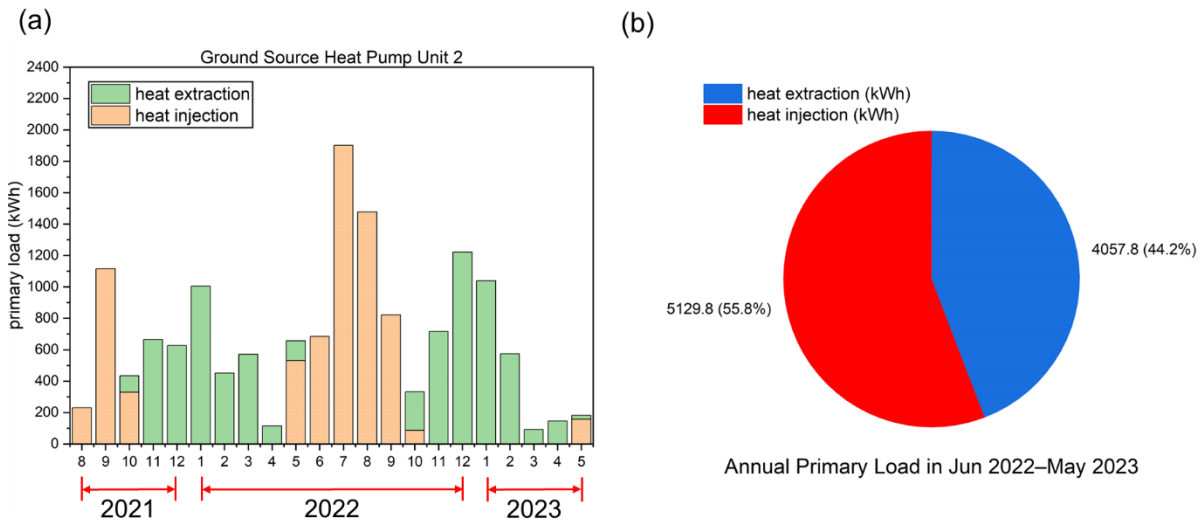 (a)
Ground Source Heat Pump Unit 2
2400
2200
2000
1800
1600
1400
1200
1000
800
600
400
200
0
primary load (kWh)
heat extraction
heat injection
8 9 10 11 12 1 2 3 4 5 6 7 8 9 10 11 12 1 2 3 4 5
2021 2022 2023
(b)
heat extraction (kWh)
heat injection (kWh)
4057.8 (44.2%)
5129.8 (55.8%)
Annual Primary Load in Jun 2022–May 2023